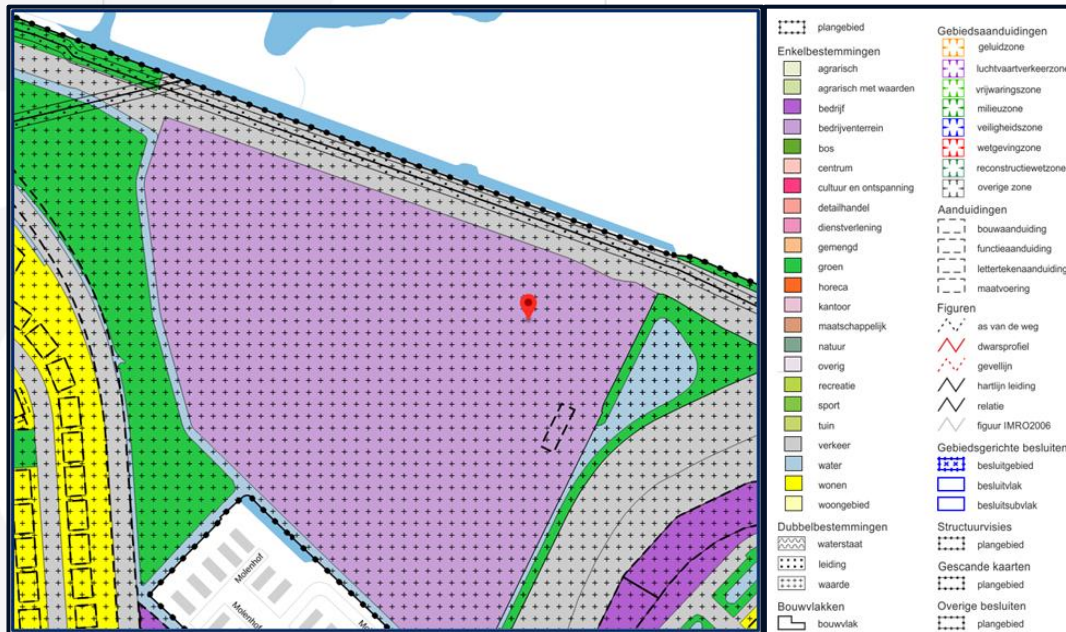 Molenhof
Molenhof
plangebied
Enkelbestemmingen
agrarisch
agrarisch met waarden
bedrijf
bedrijventerrein
bos
centrum
cultuur en ontspanning
detailhandel
dienstverlening
gemengd
groen
horeca
kantoor
maatschappelijk
natuur
overig
recreatie
sport
tuin
verkeer
water
wonen
woongebied
Dubbelbestemmingen
waterstaat
leiding
waarde
Bouwvlakken
bouwvlak
Gebiedsaanduidingen
geluidzone
luchtvaartverkeerzone
vrijwaringszone
milieuzone
veiligheidszone
wetgevingzone
reconstructiewetzone
overige zone
Aanduidingen
bouwaanduiding
functieaanduiding
lettertekenaanduiding
maatvoering
Figuren
as van de weg
dwarsprofiel
gevellijn
hartlijn leiding
relatie
figuur IMRO2006
Gebiedsgerichte besluiten
besluitgebied
besluitvlak
besluitsubvlak
Structuurvisies
plangebied
Gescande kaarten
plangebied
Overige besluiten
plangebied